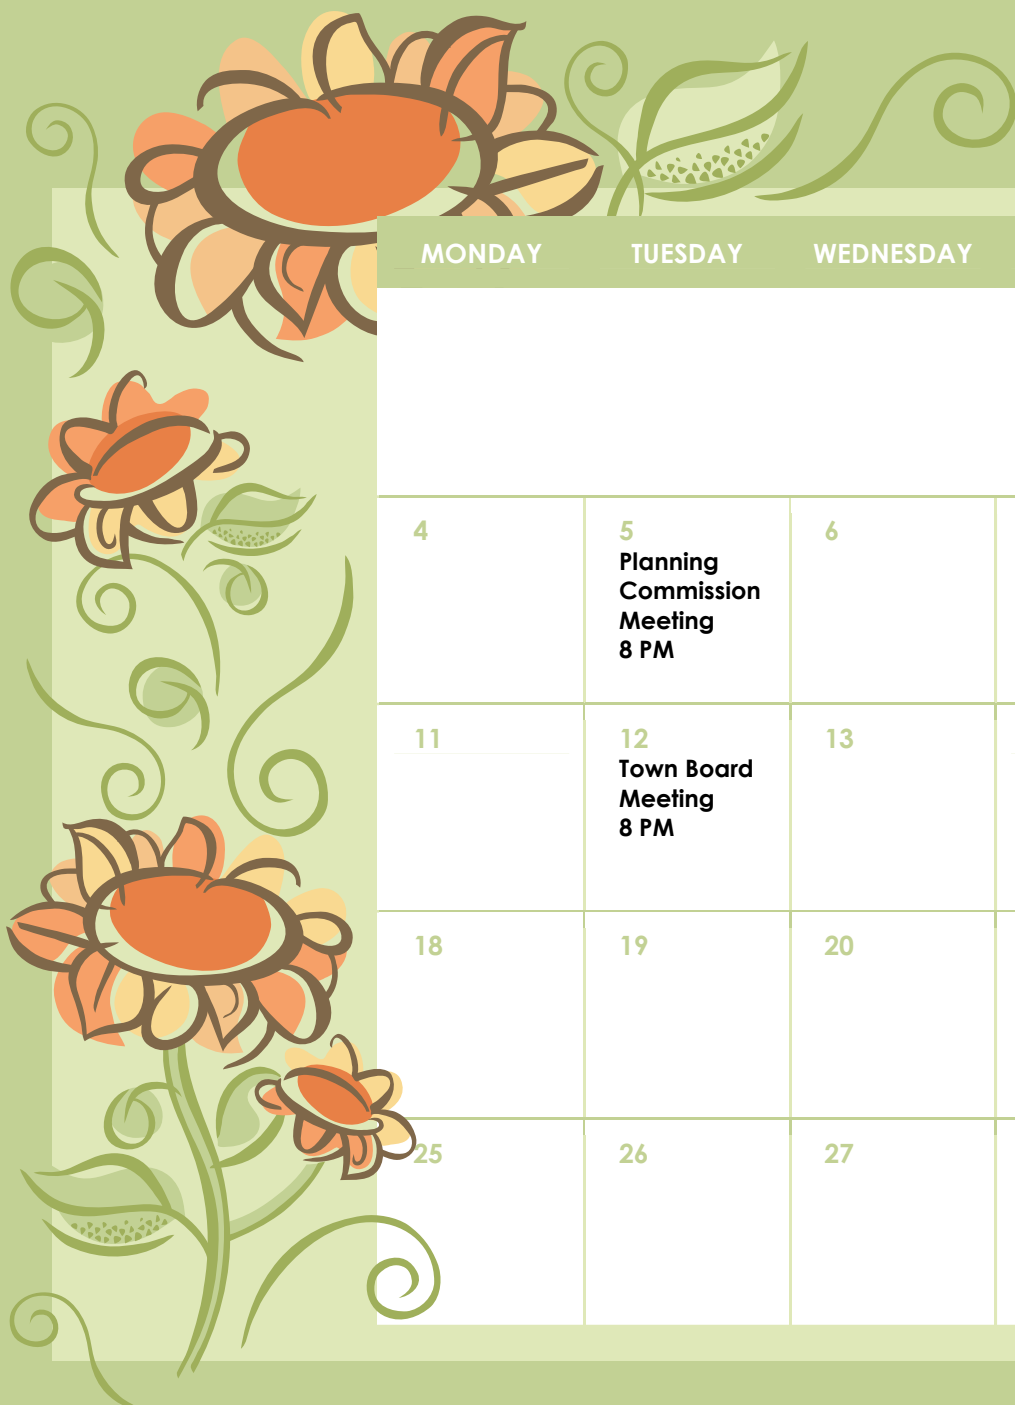 MONDAY TUESDAY WEDNESDAY
4 5 6
Planning
Commission
Meeting
8 PM
11 12 13
Town Board
Meeting
8 PM
18 19 20
25 26 27